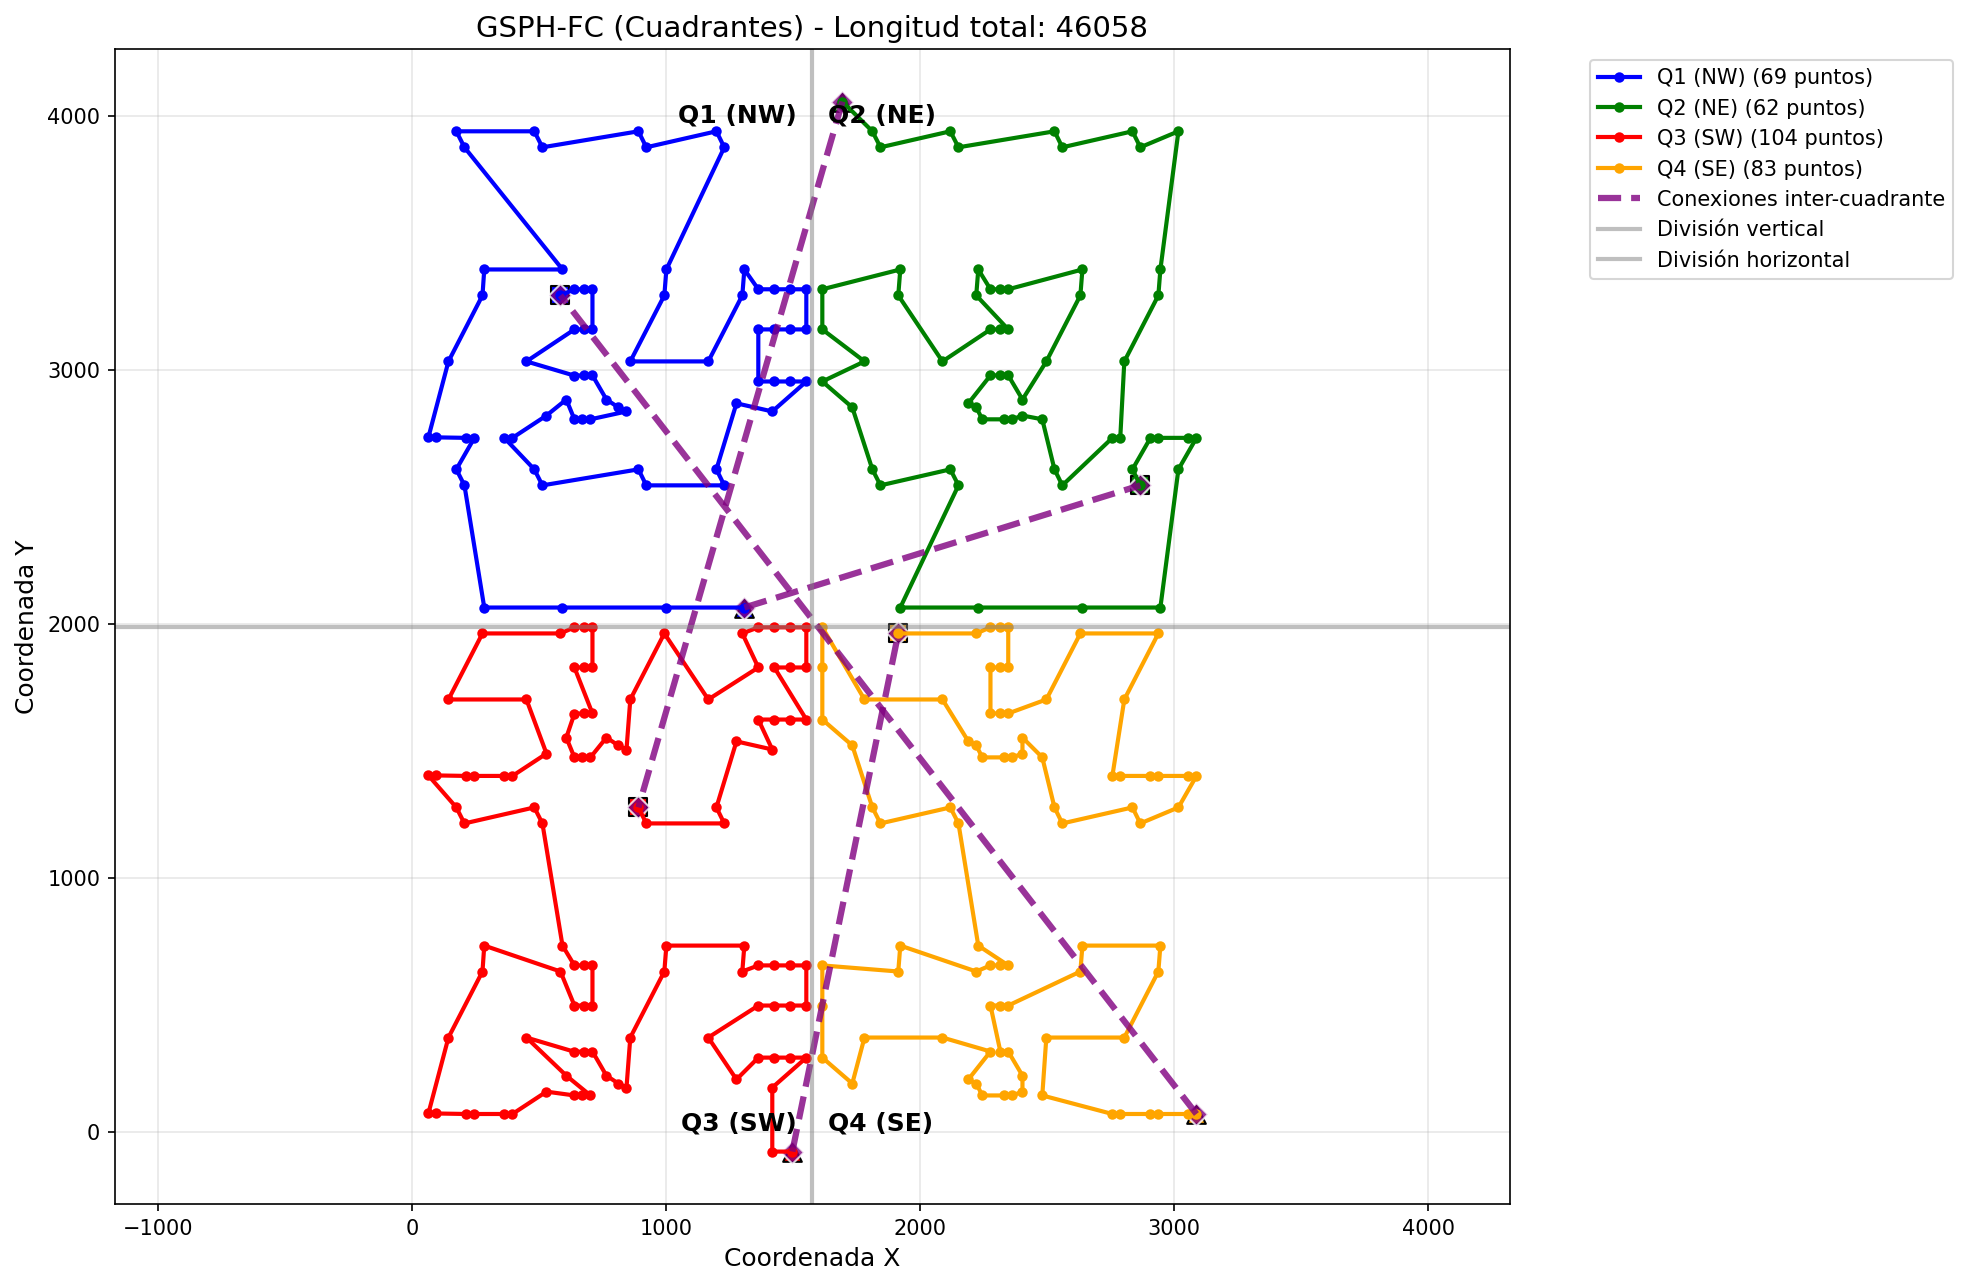 GSPH-FC (Cuadrantes) - Longitud total: 46058
Q1 (NW) (69 puntos)
Q2 (NE) (62 puntos)
Q3 (SW) (104 puntos)
Q4 (SE) (83 puntos)
Conexiones inter-cuadrante
División vertical
División horizontal
Q1 (NW)
Q2 (NE)
Q3 (SW)
Q4 (SE)
4000
3000
2000
1000
0
Coordenada Y
−1000
0
1000
2000
3000
4000
Coordenada X